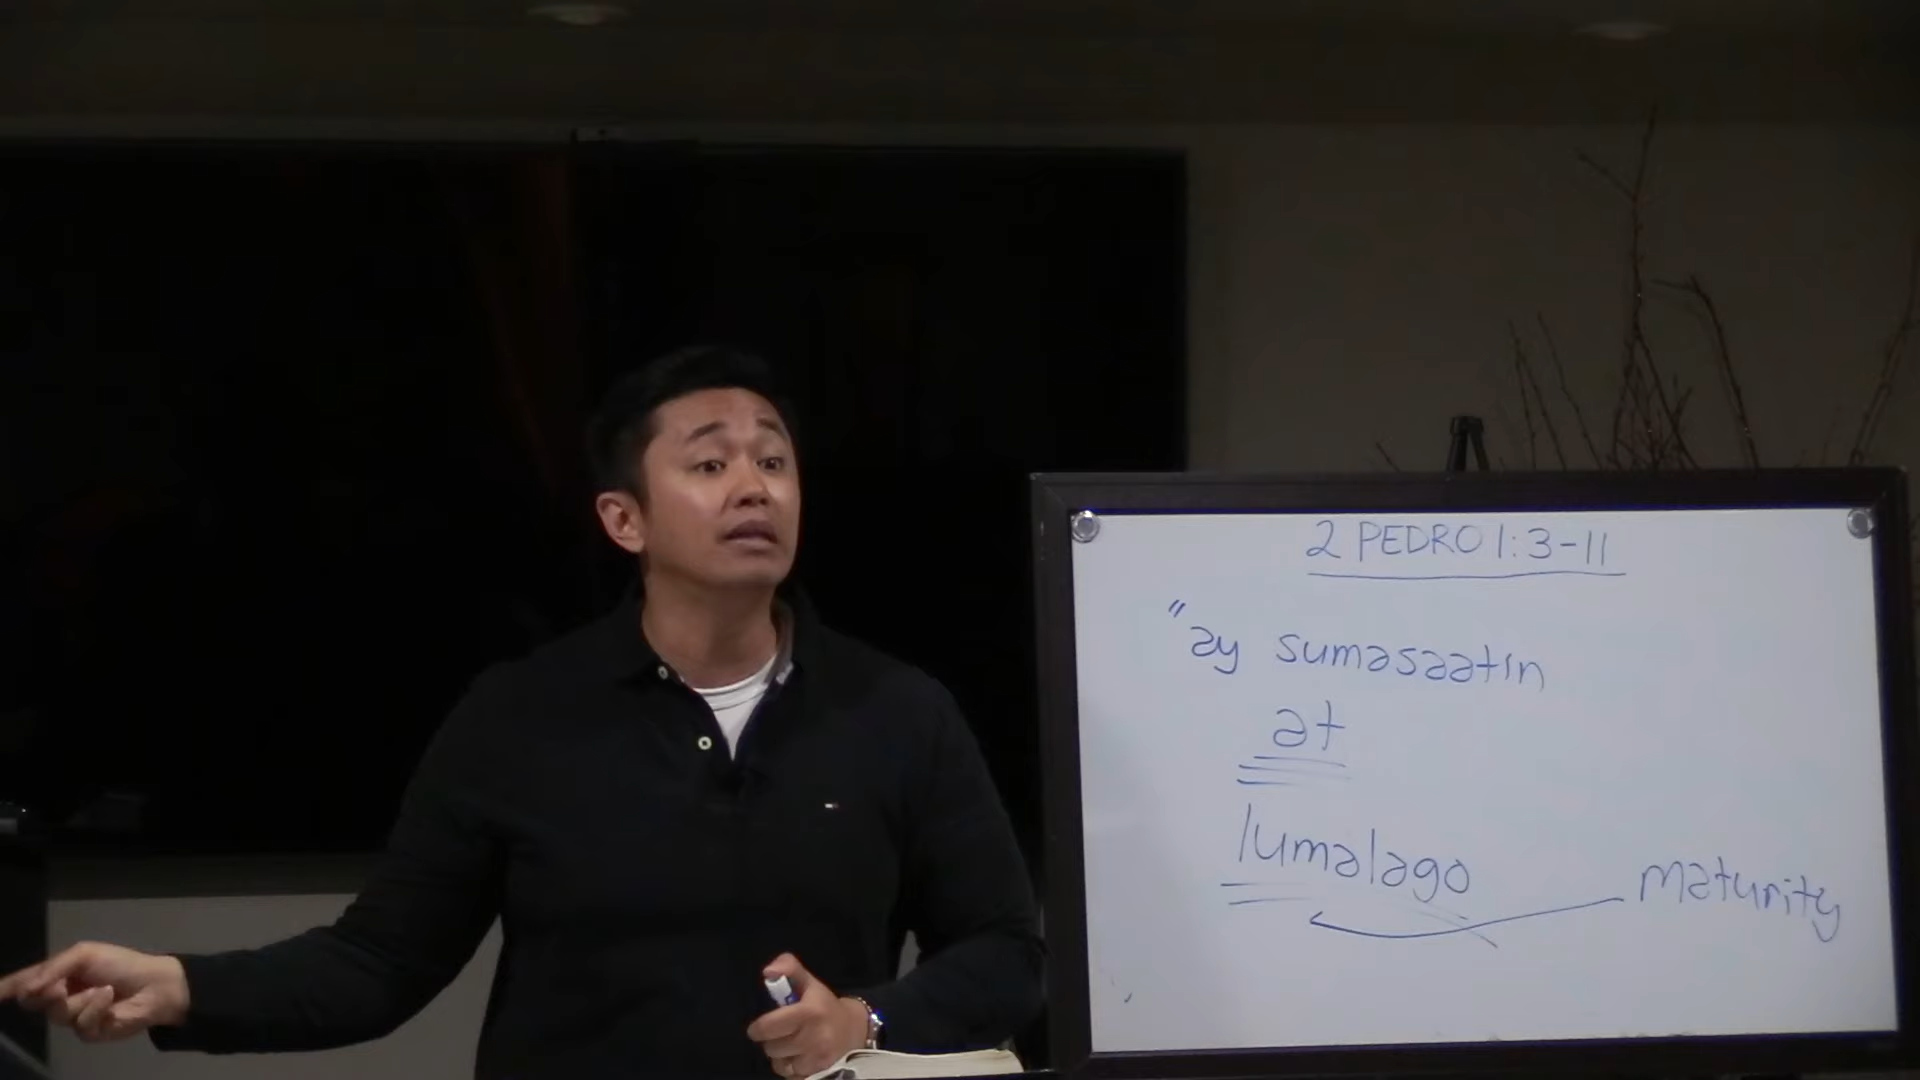 2 PEDRO 1:3-11
"ay sumasaatin
at
lumalago
maturity